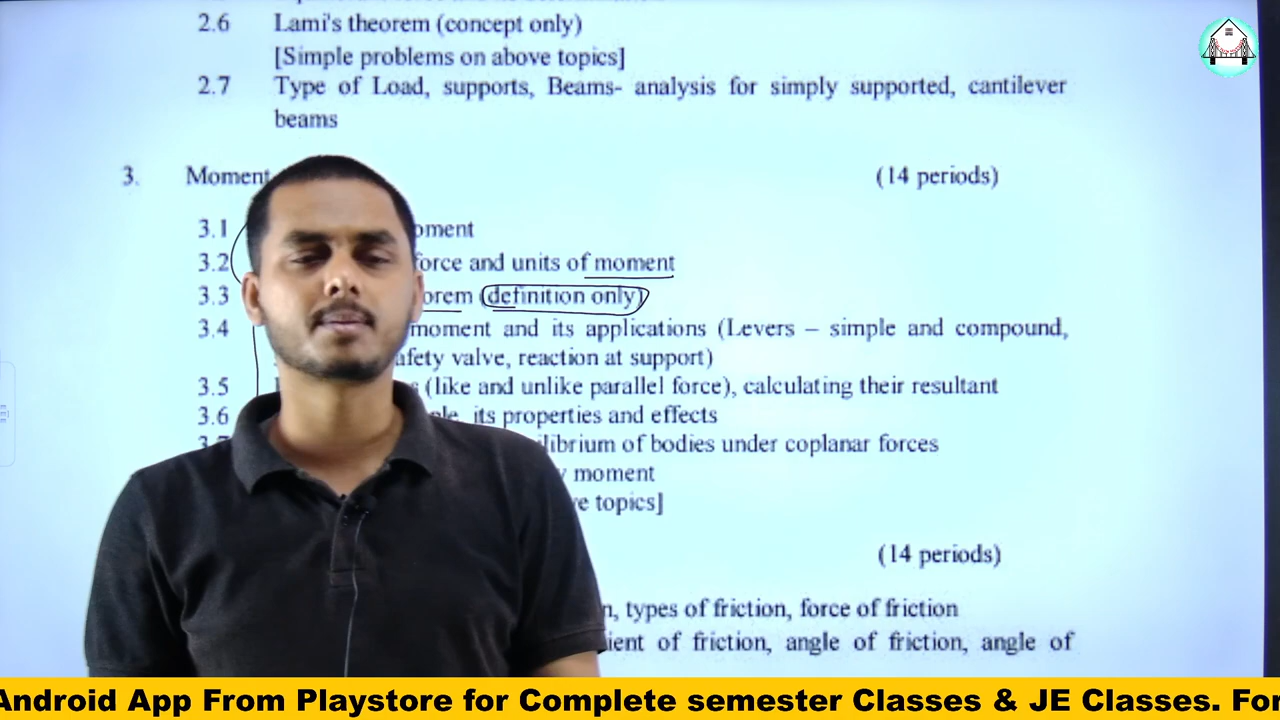 2.6 Lami's theorem (concept only)
[Simple problems on above topics]
2.7 Type of Load, supports, Beams- analysis for simply supported, cantilever
beams
3. Moment (14 periods)
3.1 oment
3.2 force and units of moment
3.3 orem (definition only)
3.4 moment and its applications (Levers – simple and compound,
afety valve, reaction at support)
3.5 (like and unlike parallel force), calculating their resultant
3.6 its properties and effects
ilibrium of bodies under coplanar forces
moment
topics]
(14 periods)
types of friction, force of friction
ient of friction, angle of friction, angle of
Android App From Playstore for Complete semester Classes & JE Classes. For